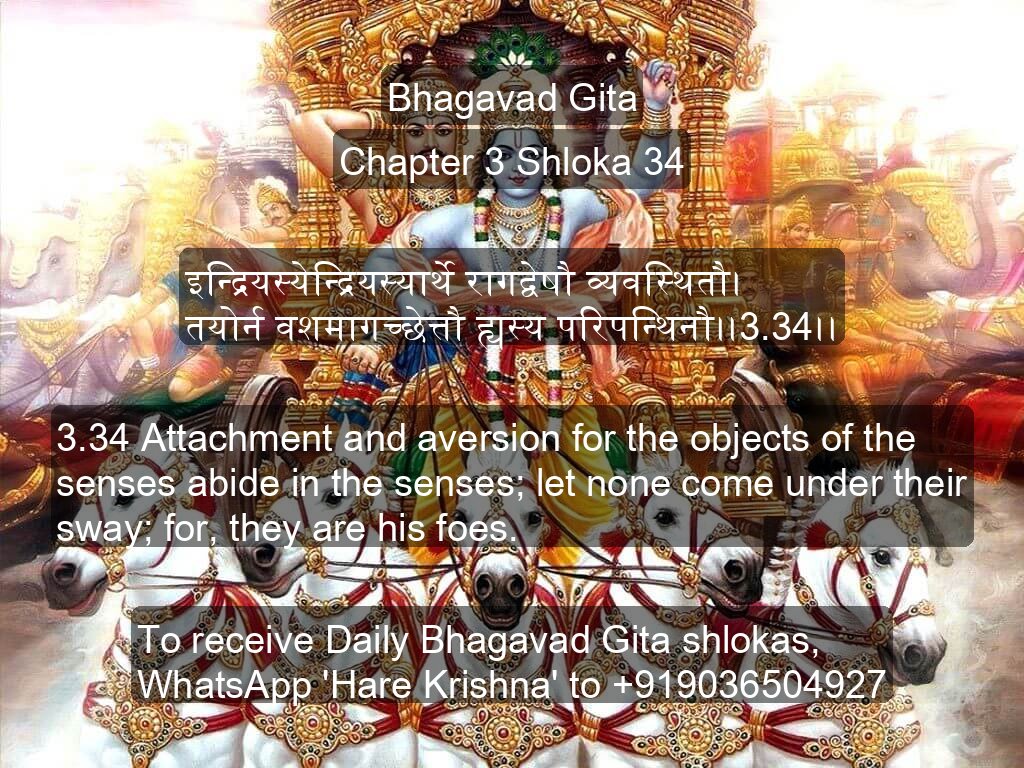 Bhagavad Gita
Chapter 3 Shloka 34
इन्द्रियस्येन्द्रियस्यार्थे रागद्वेषौ व्यवस्थितौ।
तयोर्न वशमागच्छेत्तौ ह्यस्य परिपन्थिनौ।।3.34।।
3.34 Attachment and aversion for the objects of the
senses abide in the senses; let none come under their
sway; for, they are his foes.
To receive Daily Bhagavad Gita shlokas,
WhatsApp 'Hare Krishna' to +919036504927